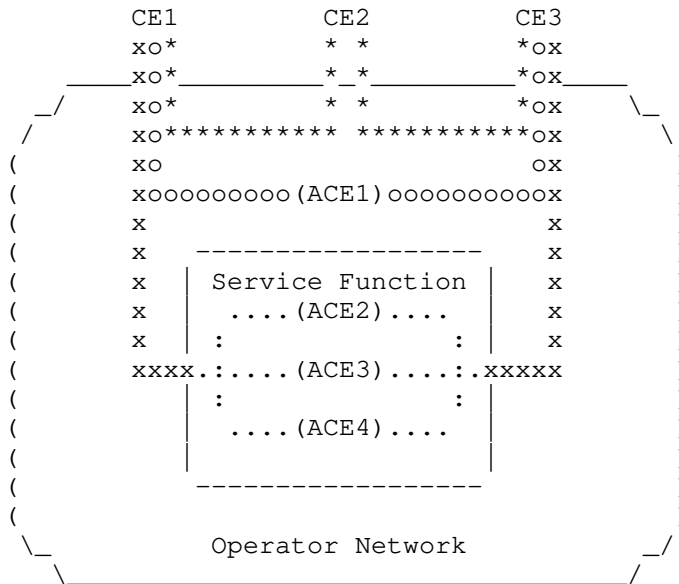 CE1 CE2 CE3
(ACE1)
Service Function
(ACE2)
(ACE3)
(ACE4)
Operator Network